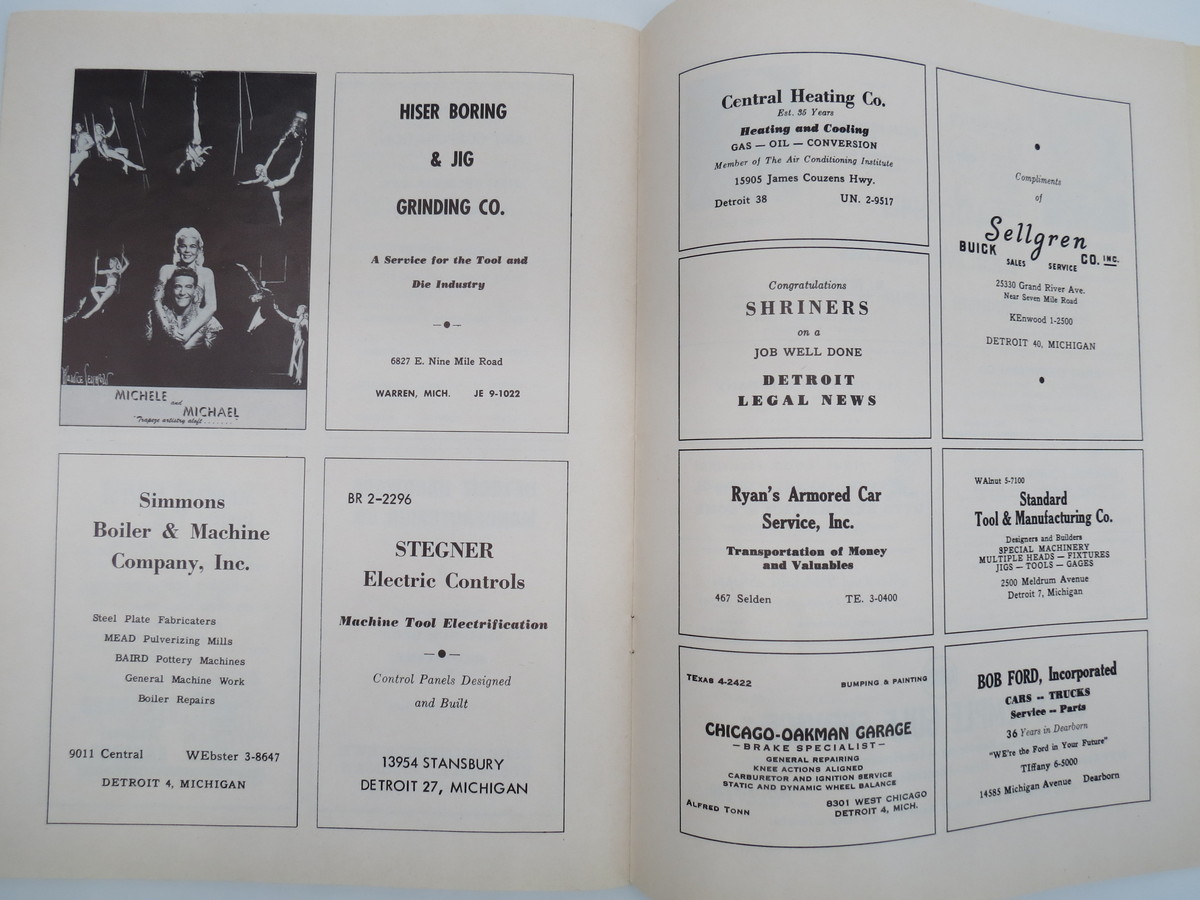 Maurice Seymour
MICHELE and
MICHAEL
"Trapeze artistry aloft.......
HISER BORING
& JIG
GRINDING CO.
A Service for the Tool and
Die Industry
6827 E. Nine Mile Road
WARREN, MICH. JE 9-1022
Simmons
Boiler & Machine
Company, Inc.
Steel Plate Fabricaters
MEAD Pulverizing Mills
BAIRD Pottery Machines
General Machine Work
Boiler Repairs
9011 Central WEbster 3-8647
DETROIT 4, MICHIGAN
BR 2-2296
STEGNER
Electric Controls
Machine Tool Electrification
Control Panels Designed
and Built
13954 STANSBURY
DETROIT 27, MICHIGAN
Central Heating Co.
Est. 35 Years
Heating and Cooling
GAS — OIL — CONVERSION
Member of The Air Conditioning Institute
15905 James Couzens Hwy.
Detroit 38 UN. 2-9517
Compliments
of
Sellgren
BUICK CO. INC.
SALES SERVICE
25330 Grand River Ave.
Near Seven Mile Road
KEnwood 1-2500
DETROIT 40, MICHIGAN
Congratulations
SHRINERS
on a
JOB WELL DONE
DETROIT
LEGAL NEWS
Ryan's Armored Car
Service, Inc.
Transportation of Money
and Valuables
467 Selden TE. 3-0400
WAlnut 5-7100
Standard
Tool & Manufacturing Co.
Designers and Builders
SPECIAL MACHINERY
MULTIPLE HEADS — FIXTURES
JIGS — TOOLS — GAGES
2500 Meldrum Avenue
Detroit 7, Michigan
TEXAS 4-2422 BUMPING & PAINTING
CHICAGO-OAKMAN GARAGE
—BRAKE SPECIALIST—
GENERAL REPAIRING
KNEE ACTIONS ALIGNED
CARBURETOR AND IGNITION SERVICE
STATIC AND DYNAMIC WHEEL BALANCE
ALFRED TONN 8301 WEST CHICAGO
DETROIT 4, MICH.
BOB FORD, Incorporated
CARS -- TRUCKS
Service -- Parts
36 Years in Dearborn
"WE're the Ford in Your Future"
TIffany 6-5000
14585 Michigan Avenue Dearborn